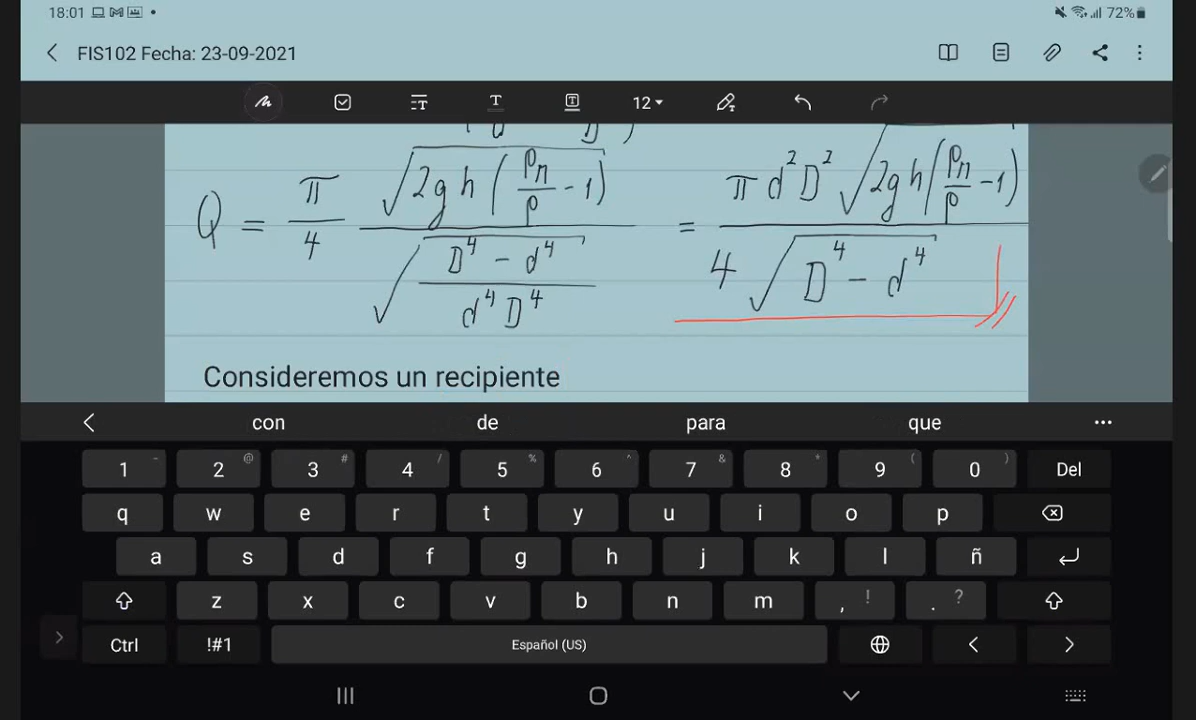 18:01 72%
FIS102 Fecha: 23-09-2021
T T T 12
Q = π/4 √(2gh(ρn/ρ - 1)) / √((D⁴ - d⁴)/(d⁴D⁴)) = πd²D²√(2gh(ρn/ρ - 1)) / (4√(D⁴ - d⁴))
Consideremos un recipiente
con de para que
1 - 2 @ 3 # 4 / 5 % 6 ^ 7 & 8 * 9 ( 0 ) Del
q w e r t y u i o p
a s d f g h j k l ñ
z x c v b n m , ! . ?
Ctrl !#1 Español (US) < >